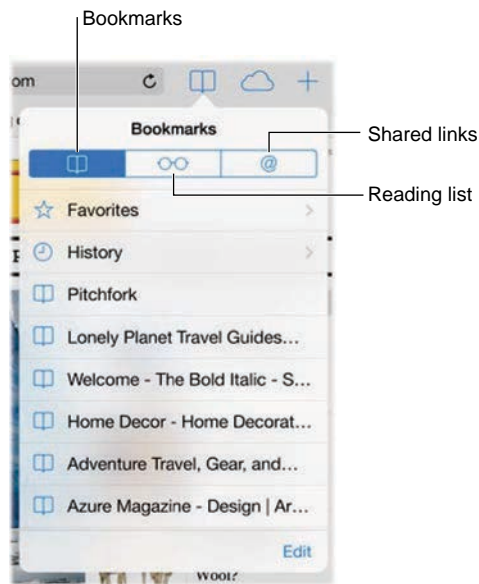 Bookmarks
om
Bookmarks
Shared links
@
Reading list
Favorites
History
Pitchfork
Lonely Planet Travel Guides…
Welcome - The Bold Italic - S…
Home Decor - Home Decorat…
Adventure Travel, Gear, and…
Azure Magazine - Design | Ar…
Edit
Wool?